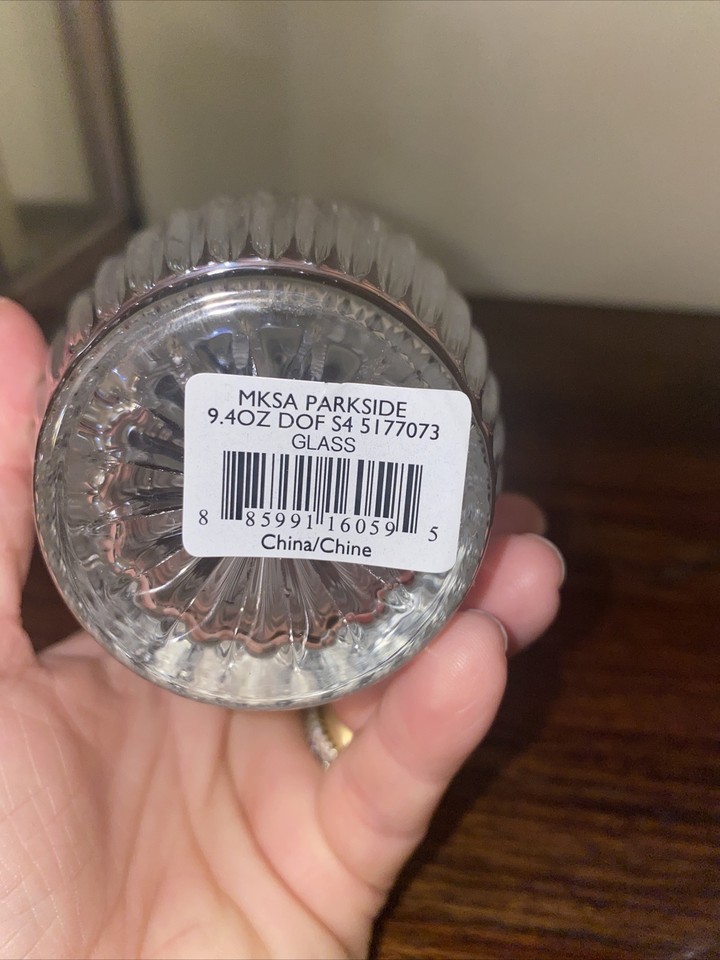 MKSA PARKSIDE
9.4OZ DOF S4 5177073
GLASS
8 85991 16059 5
China/Chine